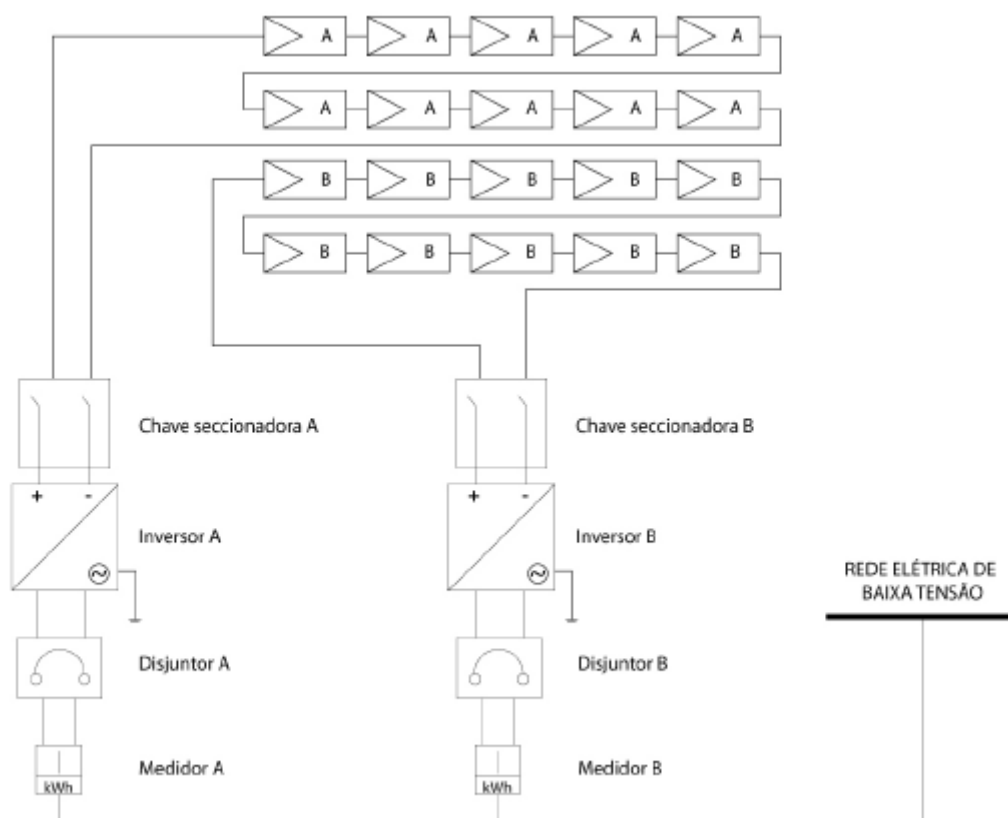 A A A A A
A A A A A
B B B B B
B B B B B
Chave seccionadora A
Chave seccionadora B
+ -
+ -
Inversor A
Inversor B
REDE ELÉTRICA DE
BAIXA TENSÃO
Disjuntor A
Disjuntor B
Medidor A
Medidor B
kWh
kWh